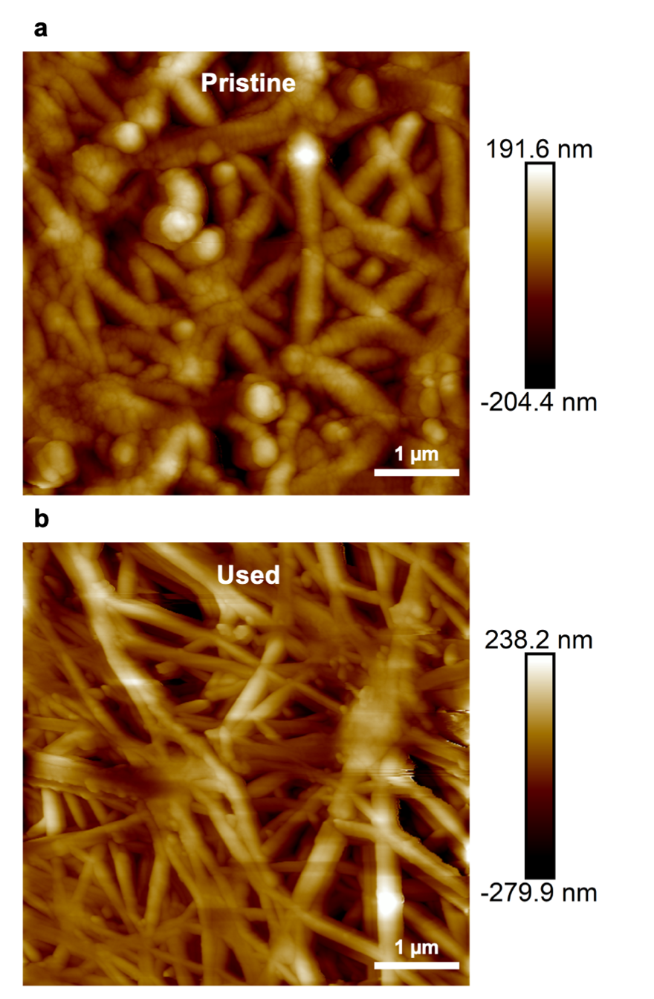 a
Pristine
191.6 nm
-204.4 nm
1 µm
b
Used
238.2 nm
-279.9 nm
1 µm